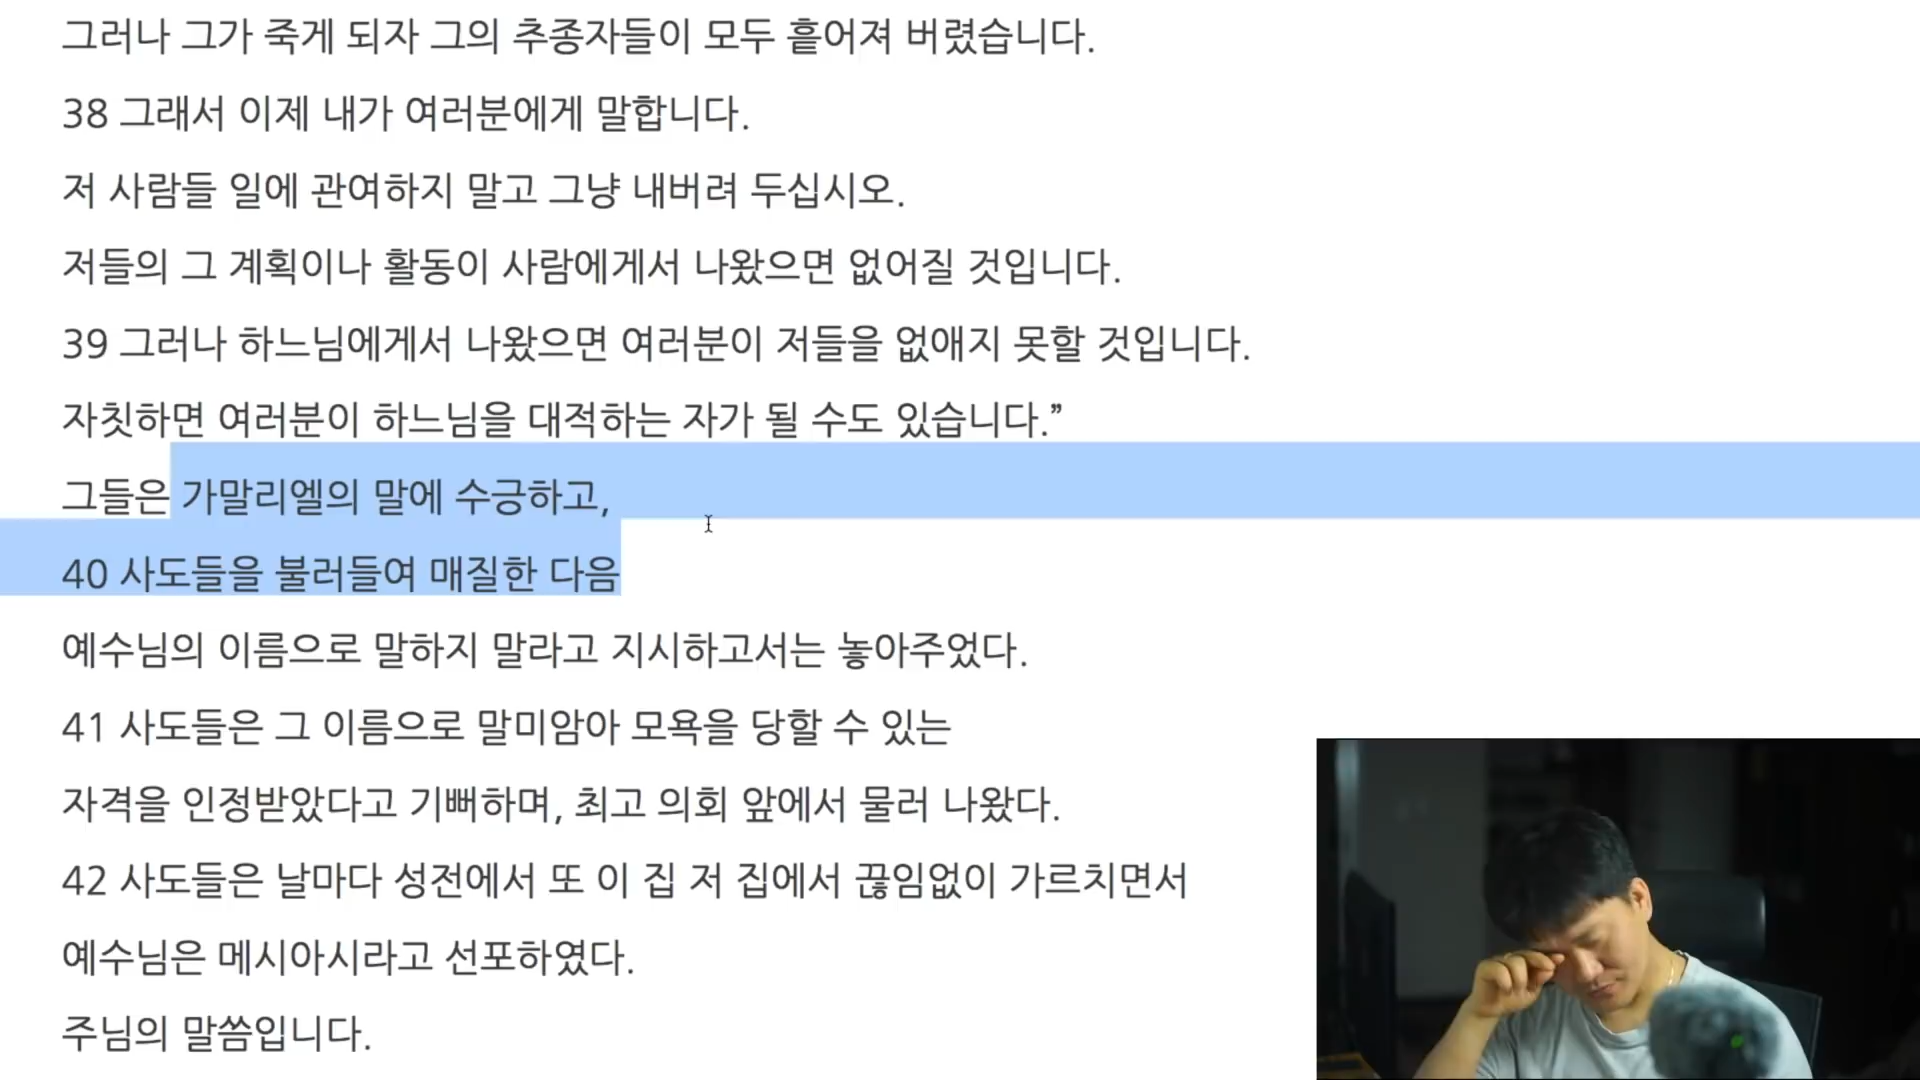 그러나 그가 죽게 되자 그의 추종자들이 모두 흩어져 버렸습니다.
38 그래서 이제 내가 여러분에게 말합니다.
저 사람들 일에 관여하지 말고 그냥 내버려 두십시오.
저들의 그 계획이나 활동이 사람에게서 나왔으면 없어질 것입니다.
39 그러나 하느님에게서 나왔으면 여러분이 저들을 없애지 못할 것입니다.
자칫하면 여러분이 하느님을 대적하는 자가 될 수도 있습니다.”
그들은 가말리엘의 말에 수긍하고,
40 사도들을 불러들여 매질한 다음
예수님의 이름으로 말하지 말라고 지시하고서는 놓아주었다.
41 사도들은 그 이름으로 말미암아 모욕을 당할 수 있는
자격을 인정받았다고 기뻐하며, 최고 의회 앞에서 물러 나왔다.
42 사도들은 날마다 성전에서 또 이 집 저 집에서 끊임없이 가르치면서
예수님은 메시아시라고 선포하였다.
주님의 말씀입니다.